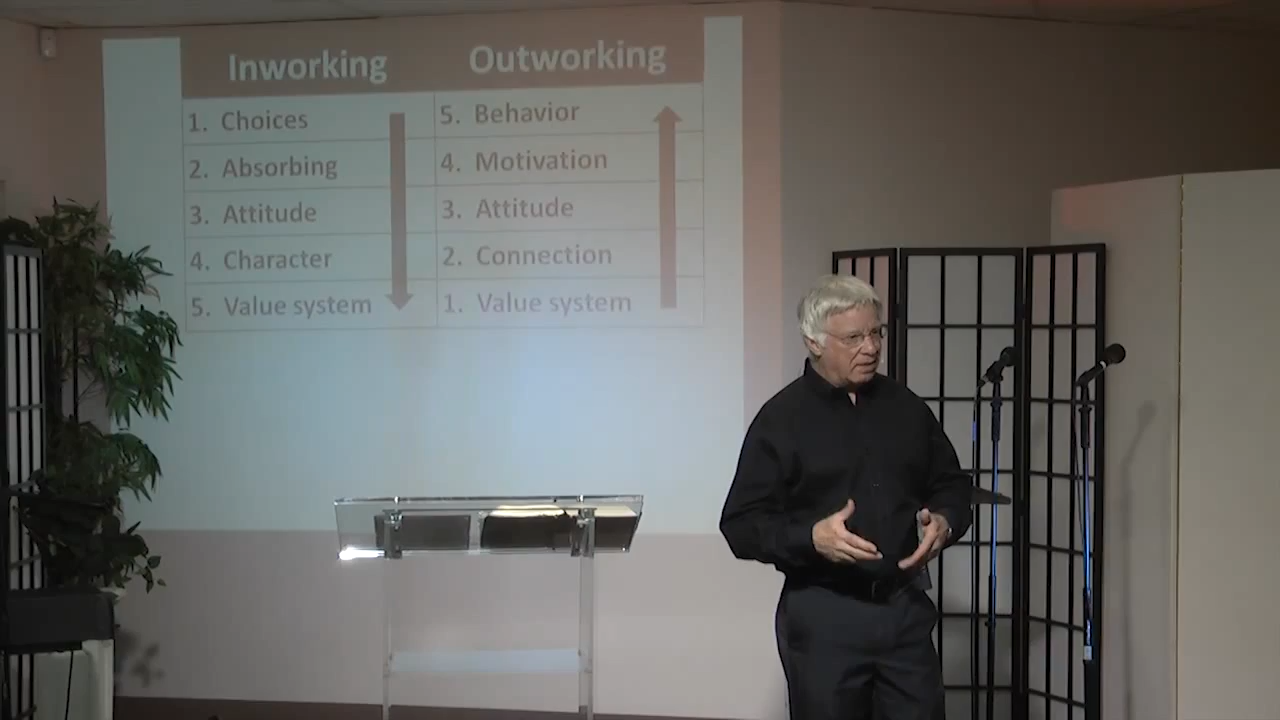 Inworking Outworking
1. Choices 5. Behavior
2. Absorbing 4. Motivation
3. Attitude 3. Attitude
4. Character 2. Connection
5. Value system 1. Value system